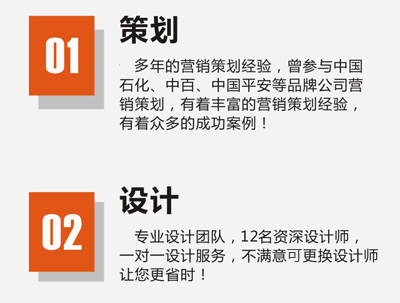 01
策划
多年的营销策划经验，曾参与中国
石化、中百、中国平安等品牌公司营
销策划，有着丰富的营销策划经验，
有着众多的成功案例！
02
设计
专业设计团队，12名资深设计师，
一对一设计服务，不满意可更换设计师
让您更省时！